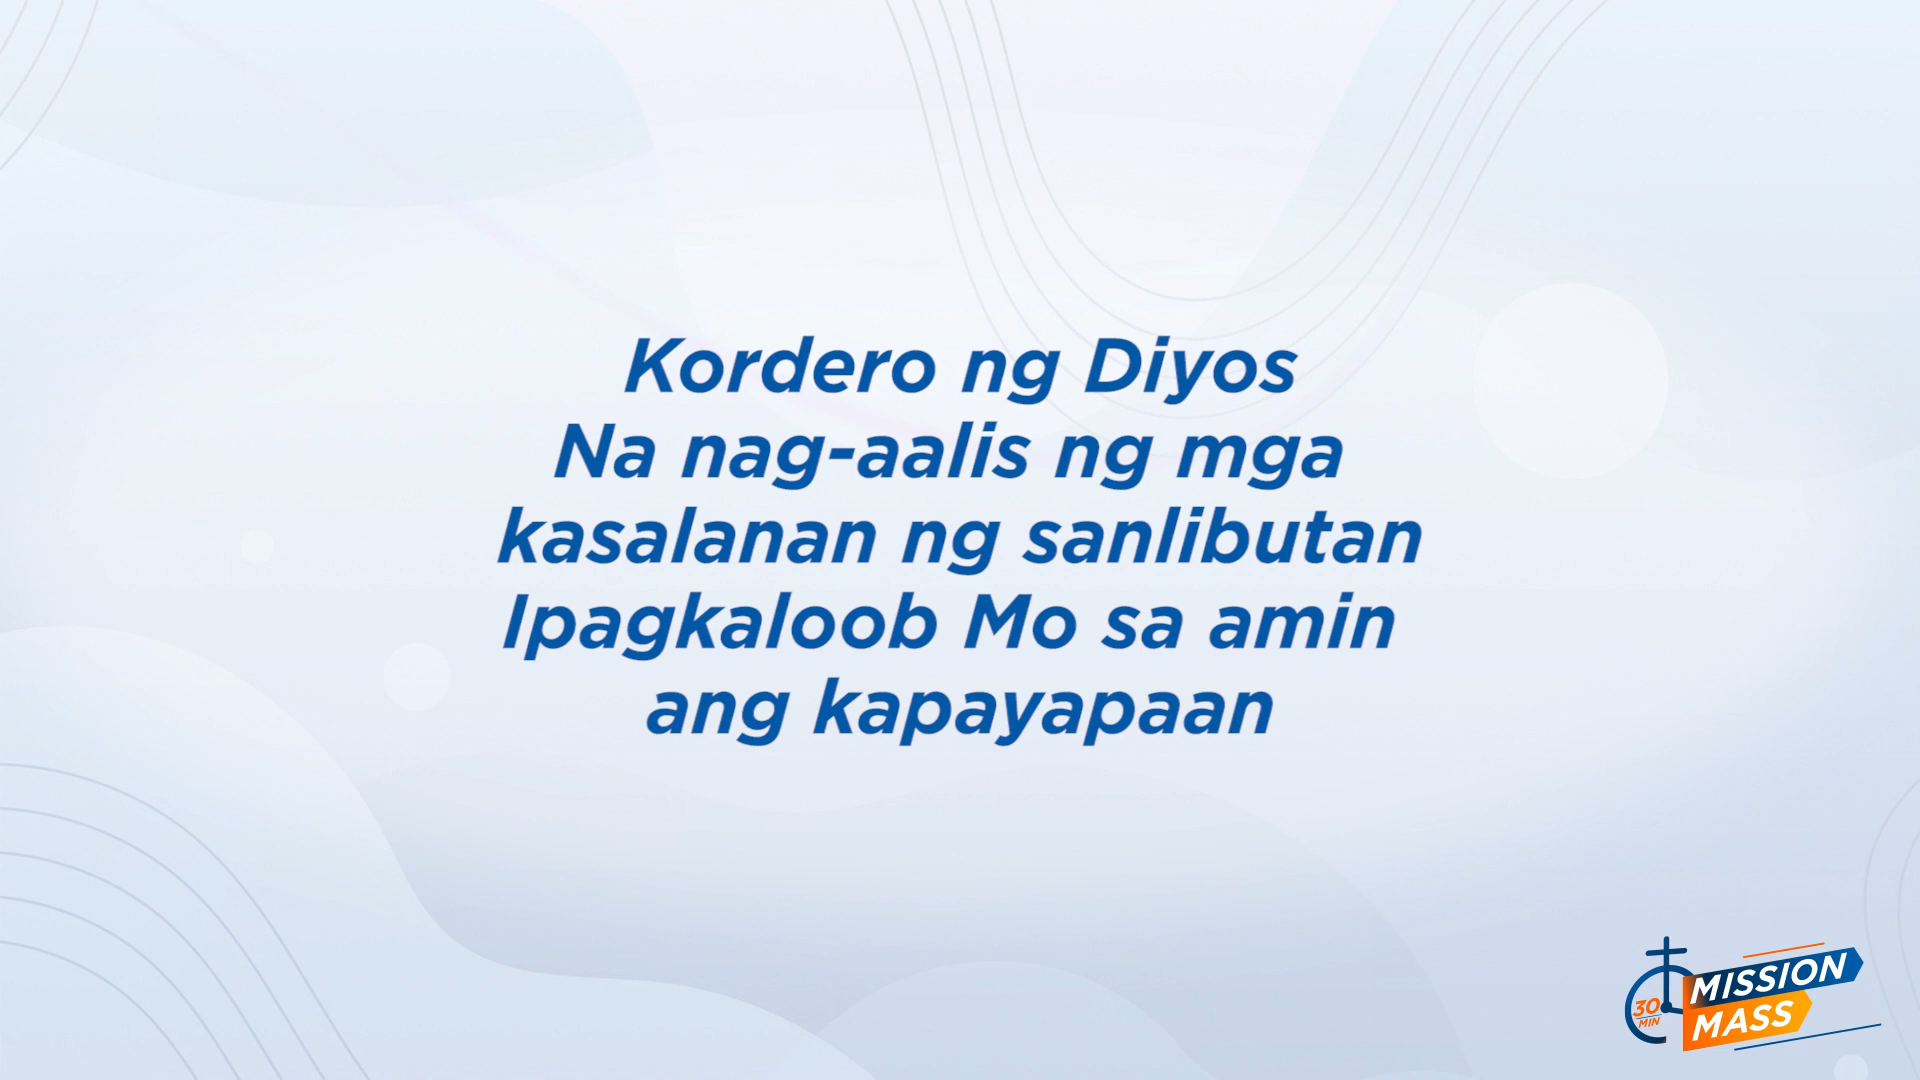 Kordero ng Diyos
Na nag-aalis ng mga
kasalanan ng sanlibutan
Ipagkaloob Mo sa amin
ang kapayapaan
30
MIN
MISSION
MASS